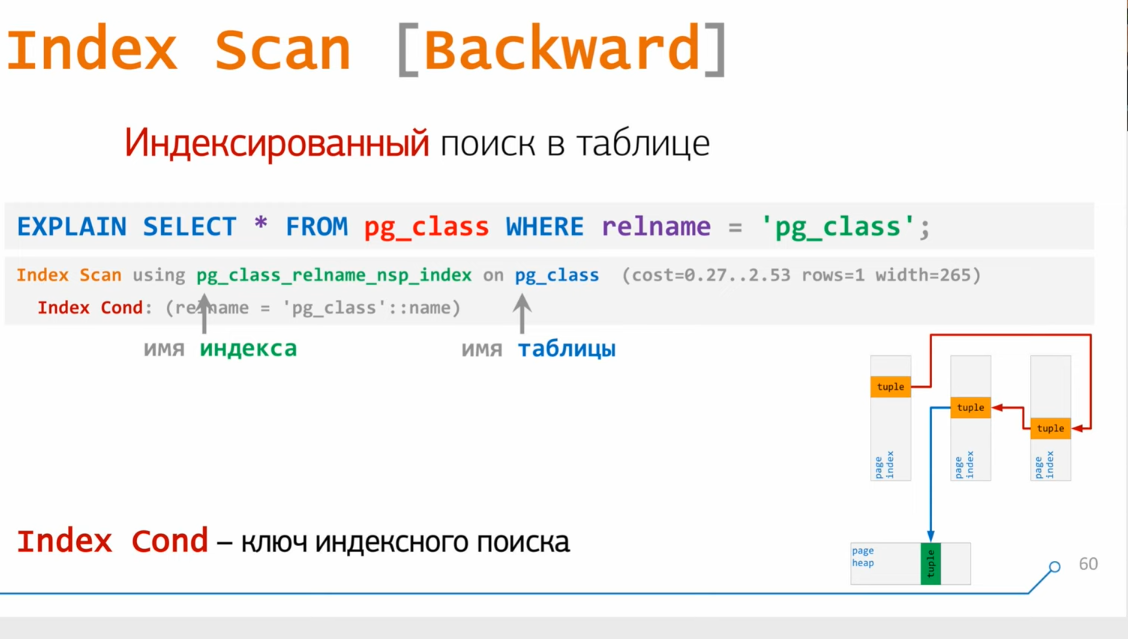 Index Scan [Backward]
Индексированный поиск в таблице
EXPLAIN SELECT * FROM pg_class WHERE relname = 'pg_class';
Index Scan using pg_class_relname_nsp_index on pg_class (cost=0.27..2.53 rows=1 width=265)
Index Cond: (relname = 'pg_class'::name)
имя индекса
имя таблицы
tuple
tuple
tuple
page index
page index
page index
page heap
tuple
Index Cond – ключ индексного поиска
60